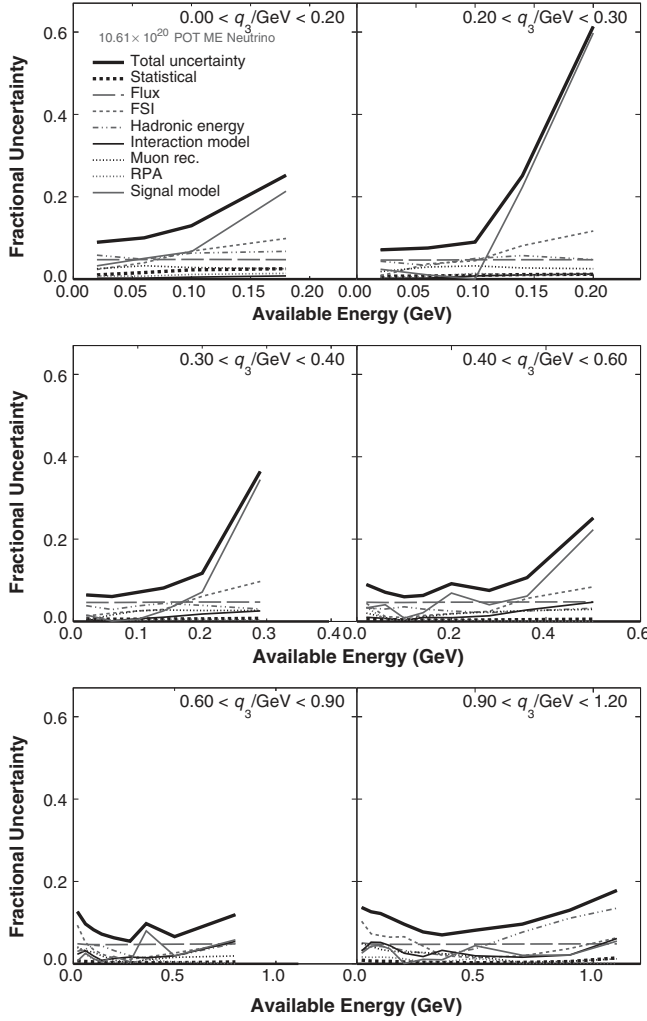 0.00 < q3/GeV < 0.20
0.20 < q3/GeV < 0.30
10.61 × 10^20 POT ME Neutrino
Total uncertainty
Statistical
Flux
FSI
Hadronic energy
Interaction model
Muon rec.
RPA
Signal model
Fractional Uncertainty
0.6
0.4
0.2
0.0
0.00 0.05 0.10 0.15 0.20 0.00 0.05 0.10 0.15 0.20
Available Energy (GeV)
0.30 < q3/GeV < 0.40
0.40 < q3/GeV < 0.60
Fractional Uncertainty
0.6
0.4
0.2
0.0
0.0 0.1 0.2 0.3 0.4 0.0 0.2 0.4 0.6
Available Energy (GeV)
0.60 < q3/GeV < 0.90
0.90 < q3/GeV < 1.20
Fractional Uncertainty
0.6
0.4
0.2
0.0
0.0 0.5 1.0 0.0 0.5 1.0
Available Energy (GeV)